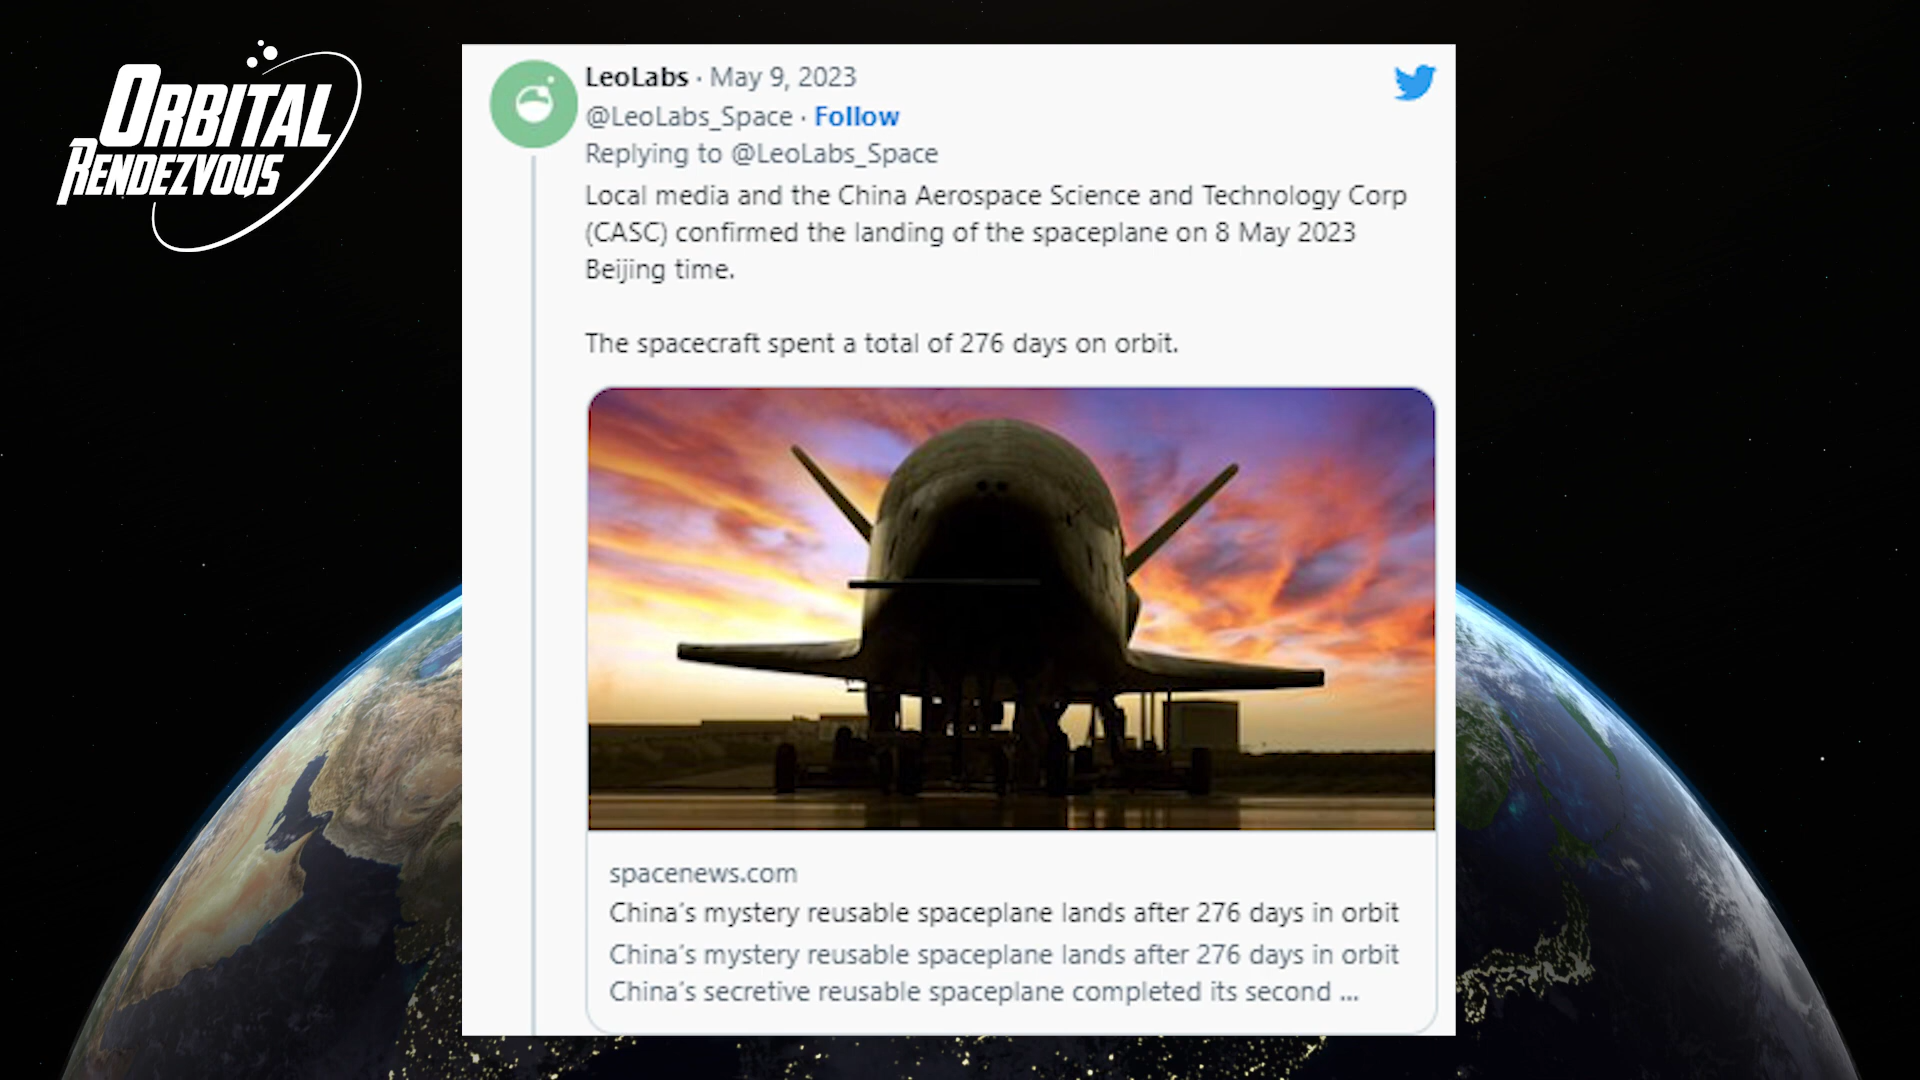 ORBITAL
RENDEZVOUS
LeoLabs · May 9, 2023
@LeoLabs_Space · Follow
Replying to @LeoLabs_Space
Local media and the China Aerospace Science and Technology Corp
(CASC) confirmed the landing of the spaceplane on 8 May 2023
Beijing time.
The spacecraft spent a total of 276 days on orbit.
spacenews.com
China's mystery reusable spaceplane lands after 276 days in orbit
China's mystery reusable spaceplane lands after 276 days in orbit
China's secretive reusable spaceplane completed its second ...